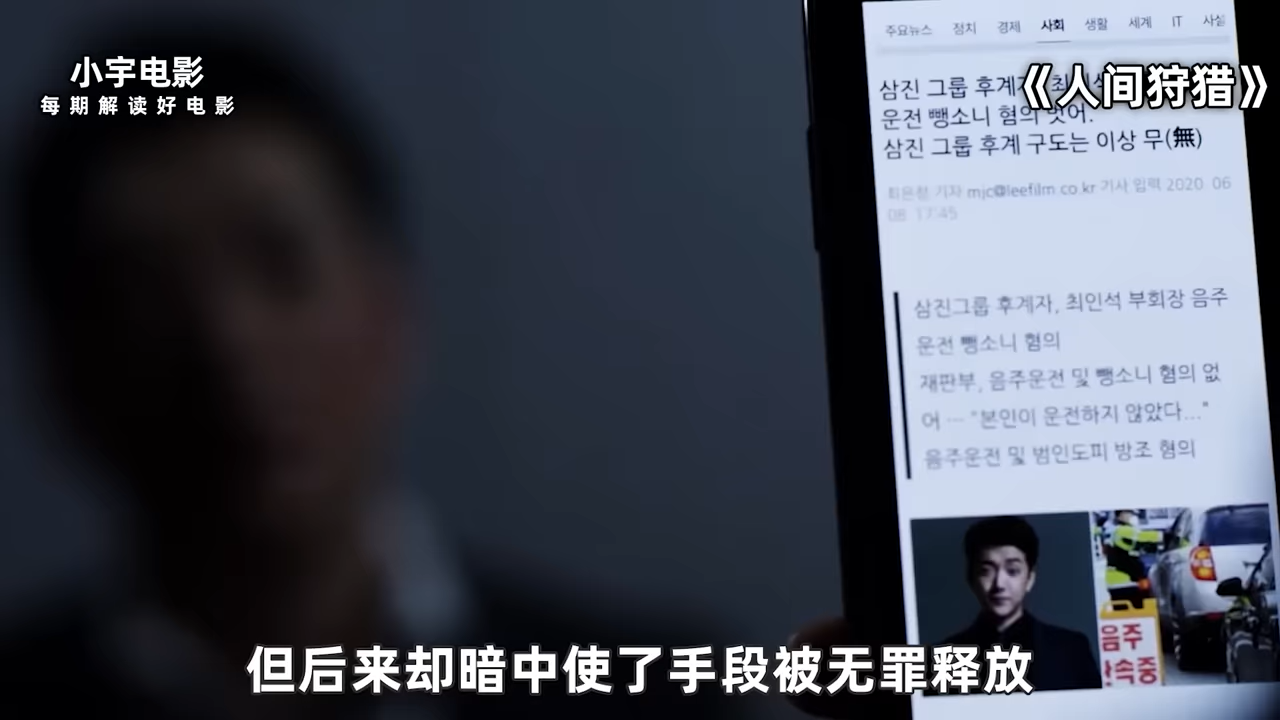 小宇电影
每期解读好电影
《人间狩猎》
주요뉴스 정치 경제 사회 생활 세계 IT
삼진 그룹 후계자, 최
운전 뺑소니 혐의 벗어.
삼진 그룹 후계 구도는 이상 무(無)
최은정 기자 mjc@leefilm.co.kr 기사 입력 2020. 06
08. 17:45
삼진그룹 후계자, 최인석 부회장 음주
운전 뺑소니 혐의
재판부, 음주운전 및 뺑소니 혐의 없
어 … "본인이 운전하지 않았다..."
음주운전 및 범인도피 방조 혐의
음주
단속중
但后来却暗中使了手段被无罪释放